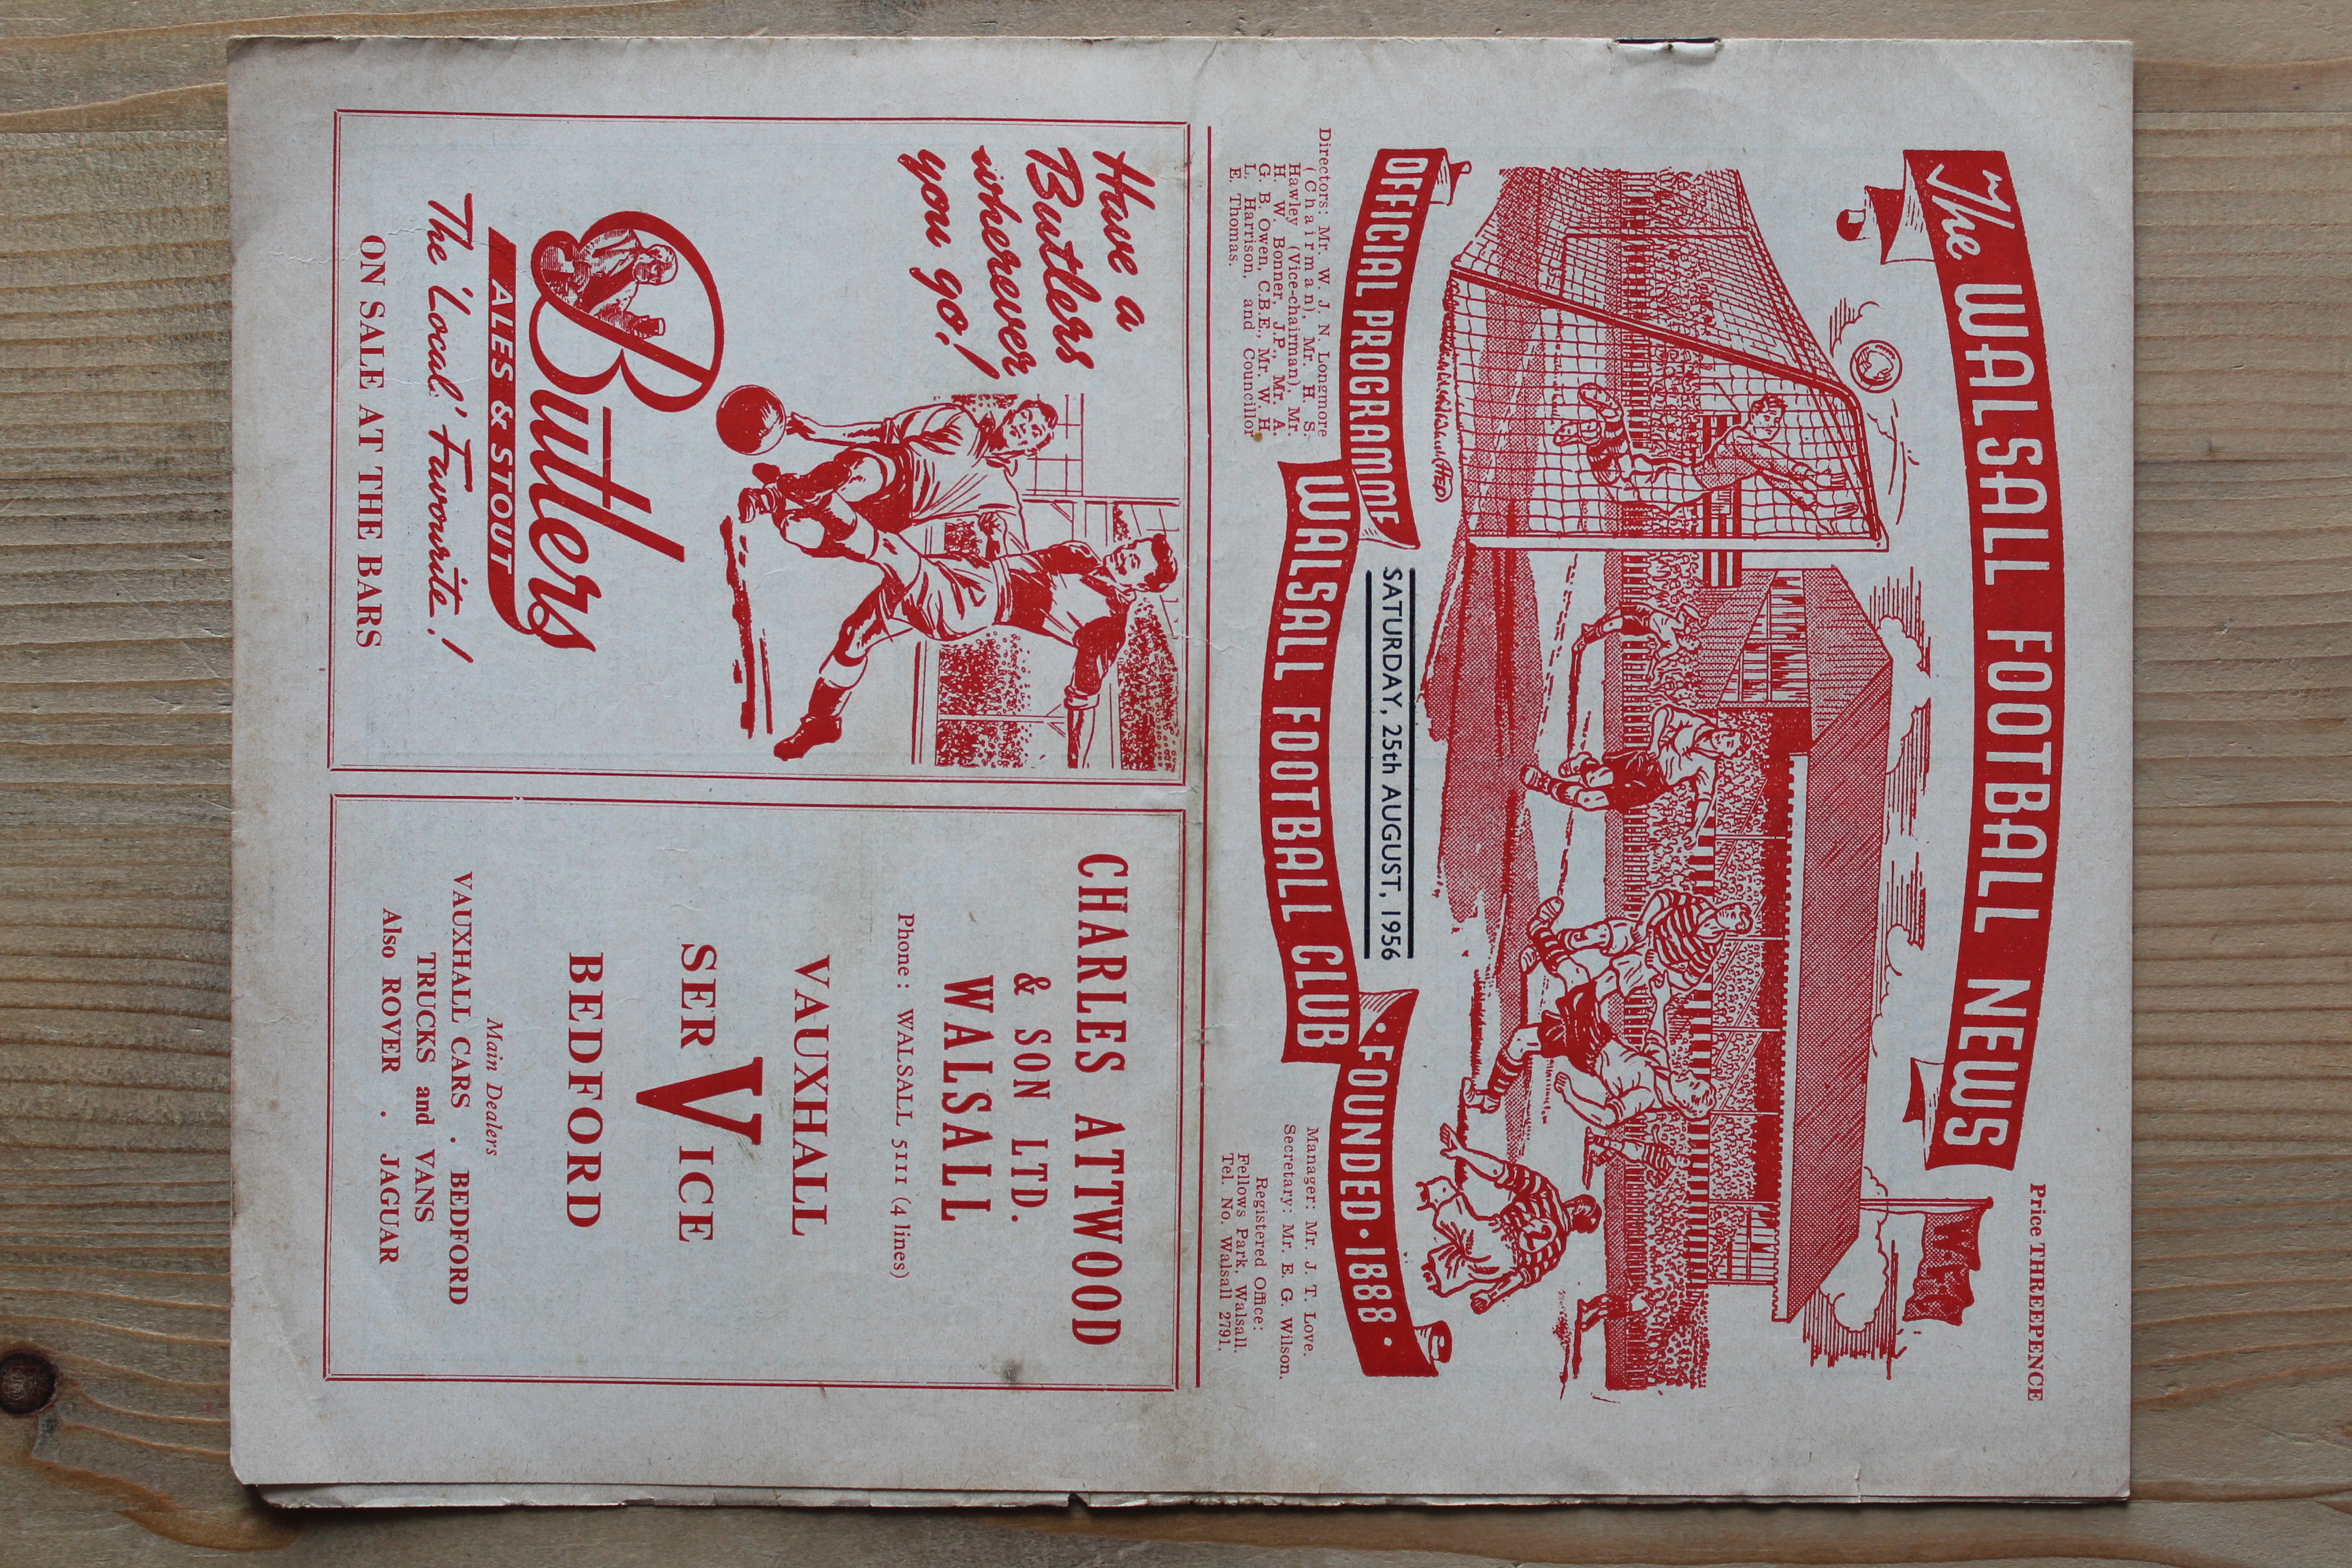 Price THREEPENCE
The WALSALL FOOTBALL NEWS
WFC
OFFICIAL PROGRAMME
SATURDAY, 25th AUGUST, 1956
WALSALL FOOTBALL CLUB
• FOUNDED • 1888 •
2
Directors: Mr. W. J. N. Longmore
(Chairman), Mr. H. S.
Hawley (Vice-chairman), Mr.
H. W. Bonner, J.P., Mr. A.
G. B. Owen, C.B.E., Mr. W. H.
L. Harrison, and Councillor
E. Thomas.
Manager: Mr. J. T. Love.
Secretary: Mr. E. G. Wilson.
Registered Office:
Fellows Park, Walsall.
Tel. No. Walsall 2791.
Have a
Butlers
wherever
you go!
Butlers
ALES & STOUT
The 'Local' Favourite!
ON SALE AT THE BARS
CHARLES ATTWOOD
& SON LTD.
WALSALL
Phone : WALSALL 5111 (4 lines)
VAUXHALL
SERVICE
BEDFORD
Main Dealers
VAUXHALL CARS . BEDFORD
TRUCKS and VANS
Also ROVER . JAGUAR